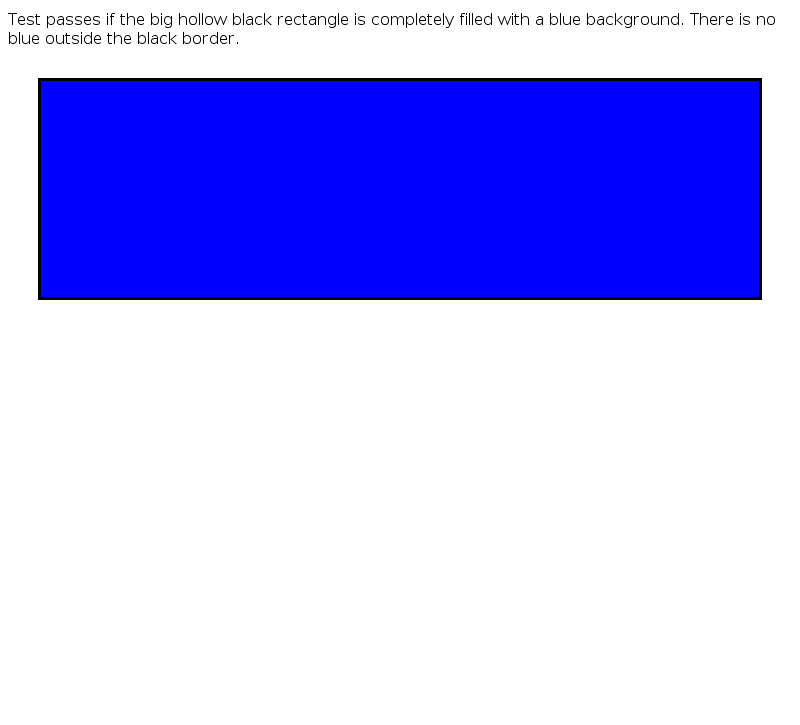 Test passes if the big hollow black rectangle is completely filled with a blue background. There is no
blue outside the black border.